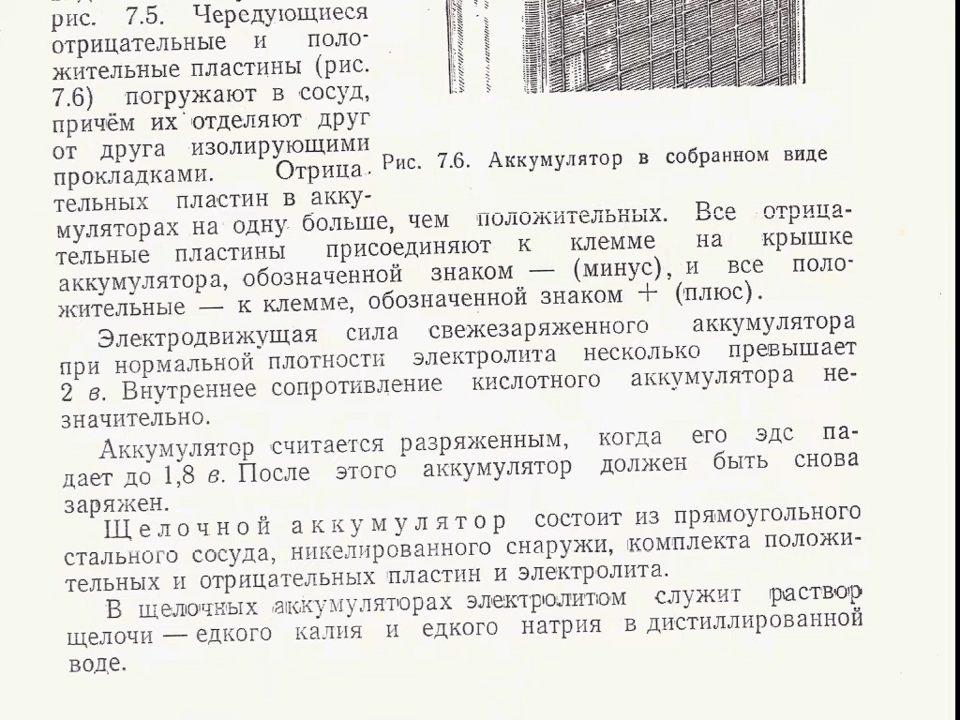 рис. 7.5. Чередующиеся
отрицательные и поло-
жительные пластины (рис.
7.6) погружают в сосуд,
причём их отделяют друг
от друга изолирующими
прокладками. Отрица-
тельных пластин в акку-
Рис. 7.6. Аккумулятор в собранном виде
муляторах на одну больше, чем положительных. Все отрица-
тельные пластины присоединяют к клемме на крышке
аккумулятора, обозначенной знаком — (минус), и все поло-
жительные — к клемме, обозначенной знаком + (плюс).
Электродвижущая сила свежезаряженного аккумулятора
при нормальной плотности электролита несколько превышает
2 в. Внутреннее сопротивление кислотного аккумулятора не-
значительно.
Аккумулятор считается разряженным, когда его эдс па-
дает до 1,8 в. После этого аккумулятор должен быть снова
заряжен.
Щелочной аккумулятор состоит из прямоугольного
стального сосуда, никелированного снаружи, комплекта положи-
тельных и отрицательных пластин и электролита.
В щелочных аккумуляторах электролитом служит раствор
щелочи — едкого калия и едкого натрия в дистиллированной
воде.